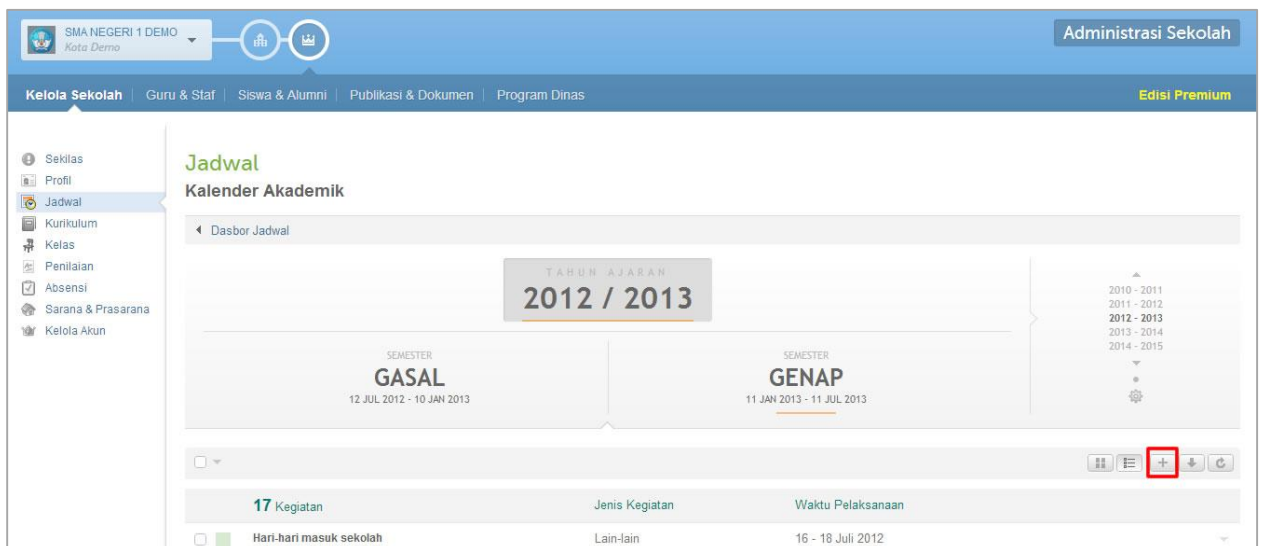 SMA NEGERI 1 DEMO
Kota Demo
Administrasi Sekolah
Kelola Sekolah
Guru & Staf
Siswa & Alumni
Publikasi & Dokumen
Program Dinas
Edisi Premium
Sekilas
Profil
Jadwal
Kurikulum
Kelas
Penilaian
Absensi
Sarana & Prasarana
Kelola Akun
Jadwal
Kalender Akademik
Dasbor Jadwal
TAHUN AJARAN
2012 / 2013
SEMESTER
GASAL
12 JUL 2012 - 10 JAN 2013
SEMESTER
GENAP
11 JAN 2013 - 11 JUL 2013
2010 - 2011
2011 - 2012
2012 - 2013
2013 - 2014
2014 - 2015
17 Kegiatan
Jenis Kegiatan
Waktu Pelaksanaan
Hari-hari masuk sekolah
Lain-lain
16 - 18 Juli 2012